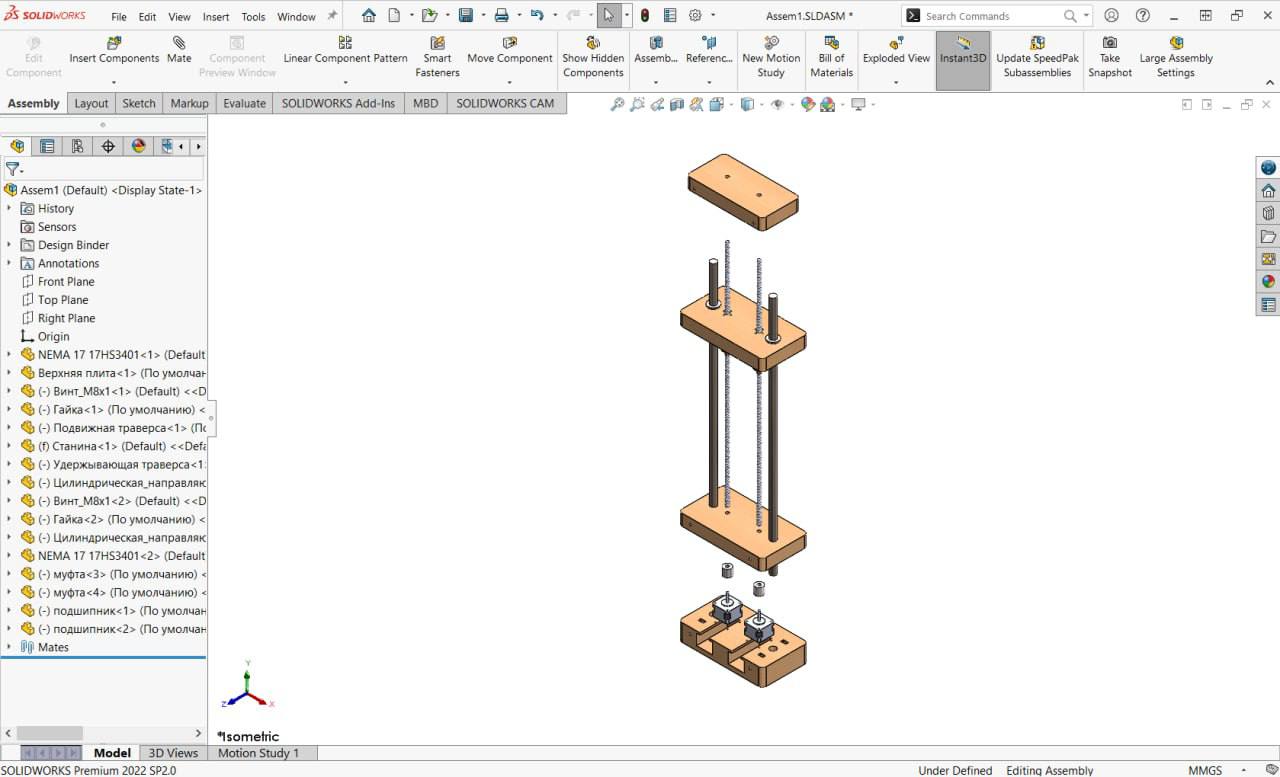 SOLIDWORKS File Edit View Insert Tools Window Assem1.SLDASM * Search Commands
Edit Component
Insert Components
Mate
Component Preview Window
Linear Component Pattern
Smart Fasteners
Move Component
Show Hidden Components
Assemb...
Referenc...
New Motion Study
Bill of Materials
Exploded View
Instant3D
Update SpeedPak Subassemblies
Take Snapshot
Large Assembly Settings
Assembly Layout Sketch Markup Evaluate SOLIDWORKS Add-Ins MBD SOLIDWORKS CAM
Assem1 (Default) <Display State-1>
History
Sensors
Design Binder
Annotations
Front Plane
Top Plane
Right Plane
Origin
NEMA 17 17HS3401<1> (Default
Верхняя плита<1> (По умолчан
(-) Винт_М8х1<1> (Default) <<D
(-) Гайка<1> (По умолчанию) <
(-) Подвижная траверса<1> (По
(f) Станина<1> (Default) <<Defa
(-) Удерживающая траверса<1
(-) Цилиндрическая_направляю
(-) Винт_М8х1<2> (Default) <<D
(-) Гайка<2> (По умолчанию) <
(-) Цилиндрическая_направляю
NEMA 17 17HS3401<2> (Default
(-) муфта<3> (По умолчанию) <
(-) муфта<4> (По умолчанию) <
(-) подшипник<1> (По умолчан
(-) подшипник<2> (По умолчан
Mates
Y
Z X
*Isometric
Model 3D Views Motion Study 1
SOLIDWORKS Premium 2022 SP2.0 Under Defined Editing Assembly MMGS